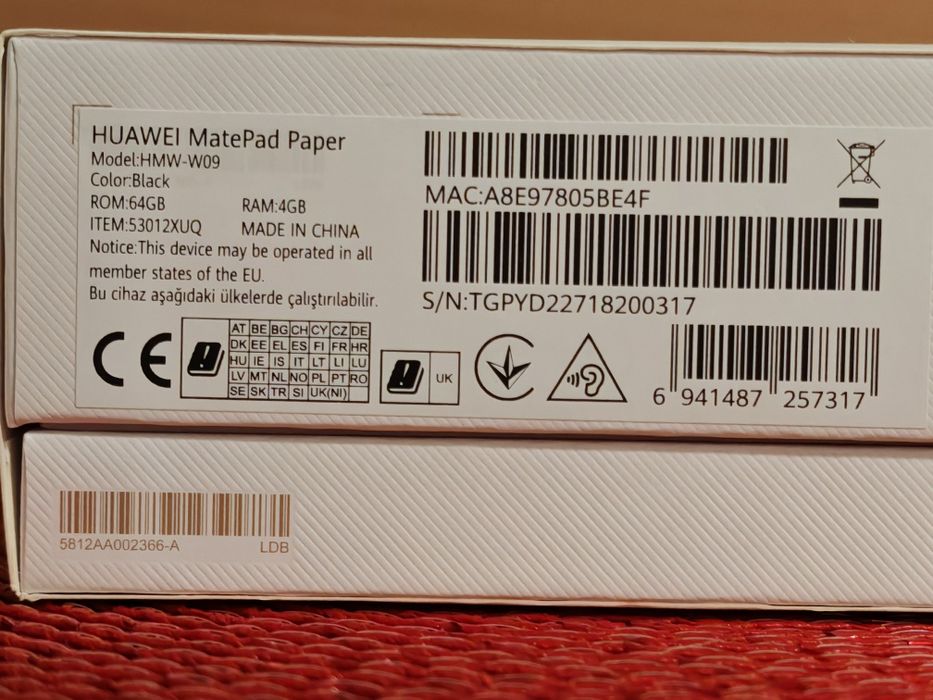 HUAWEI MatePad Paper
Model:HMW-W09
Color:Black
ROM:64GB RAM:4GB
ITEM:53012XUQ MADE IN CHINA
Notice:This device may be operated in all
member states of the EU.
Bu cihaz aşağıdaki ülkelerde çalıştırılabilir.
MAC:A8E97805BE4F
S/N:TGPYD22718200317
CE
AT BE BG CH CY CZ DE
DK EE EL ES FI FR HR
HU IE IS IT LT LI LU
LV MT NL NO PL PT RO
SE SK TR SI UK(NI)
UK
6 941487 257317
5812AA002366-A LDB